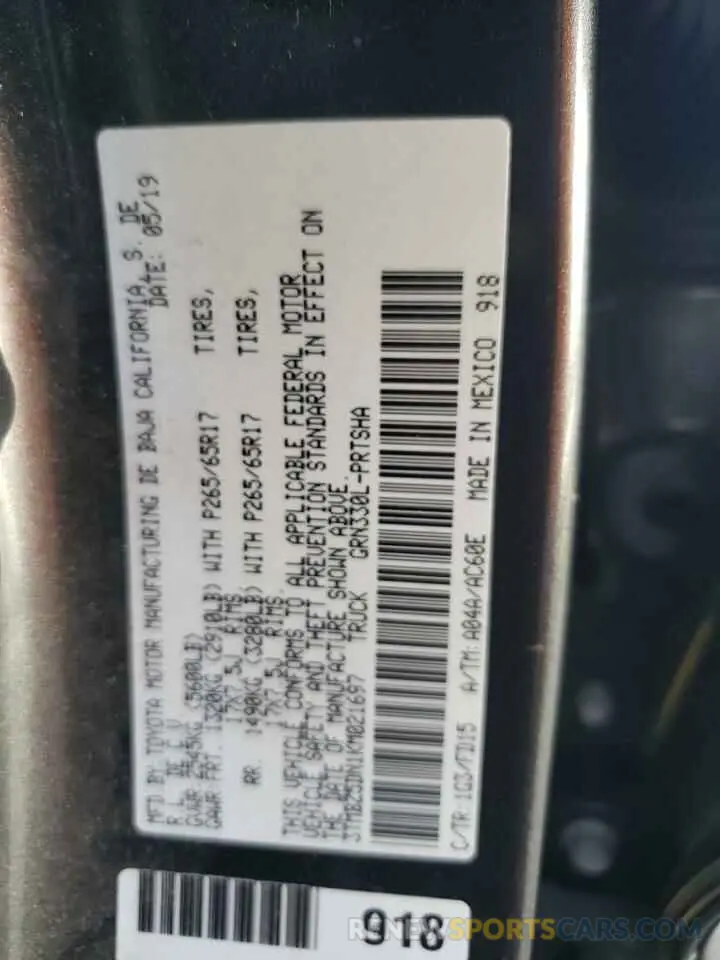 MFD BY TOYOTA MOTOR MANUFACTURING DE BAJA CALIFORNIA, S. DE
R L DE C V
DATE: 05/19
GVWR 2545KG (5600LB)
GAWR FRT. 1320KG (2910LB) WITH P265/65R17 TIRES,
17X7.5J RIMS.
RR. 1490KG (3280LB) WITH P265/65R17 TIRES,
17X7.5J RIMS.
THIS VEHICLE CONFORMS TO ALL APPLICABLE FEDERAL MOTOR
VEHICLE SAFETY AND THEFT PREVENTION STANDARDS IN EFFECT ON
THE DATE OF MANUFACTURE SHOWN ABOVE.
3TMBZ5DN1KM021697 TRUCK GRN330L-PRTSHA
C/TR: 1G3/FD15 A/TM: A04A/AC60E MADE IN MEXICO 918
918
RENEWSPORTSCARS.COM